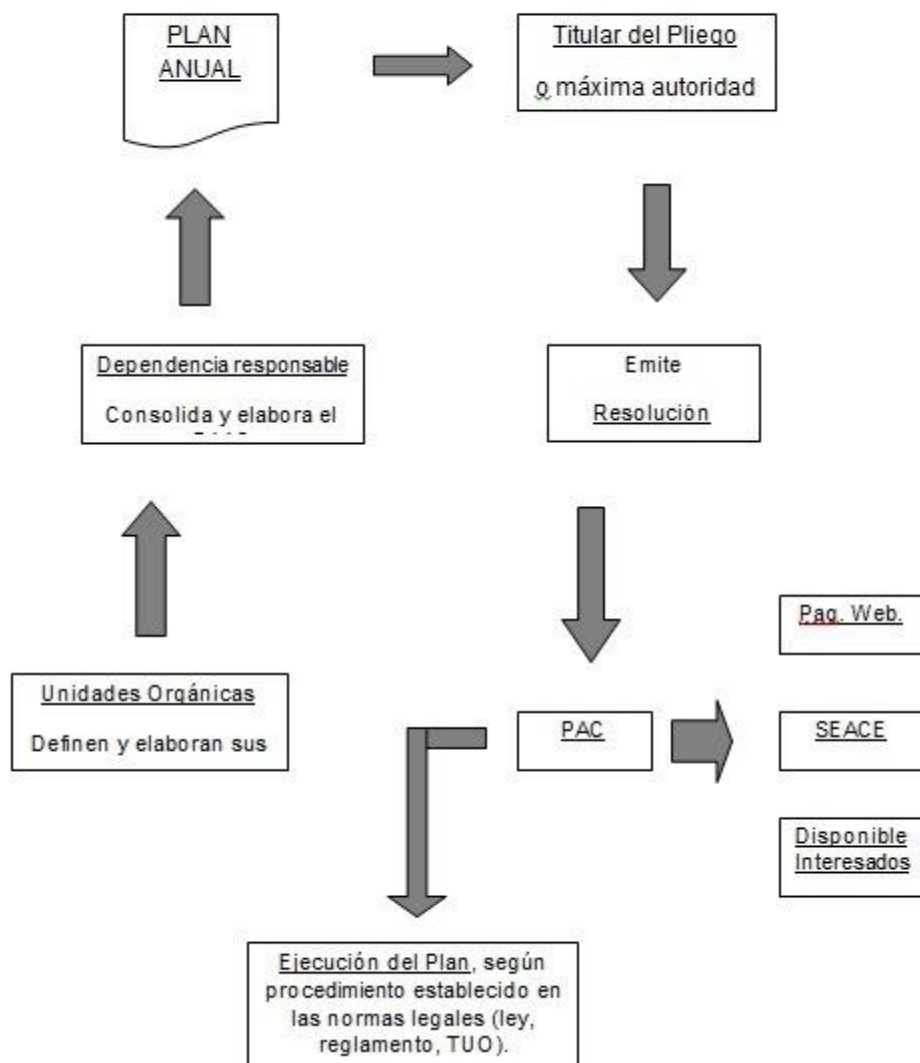 PLAN
ANUAL
Titular del Pliego
o máxima autoridad
Dependencia responsable
Consolida y elabora el
Emite
Resolución
Unidades Orgánicas
Definen y elaboran sus
PAC
Pag. Web.
SEACE
Disponible
Interesados
Ejecución del Plan, según
procedimiento establecido en
las normas legales (ley,
reglamento, TUO).